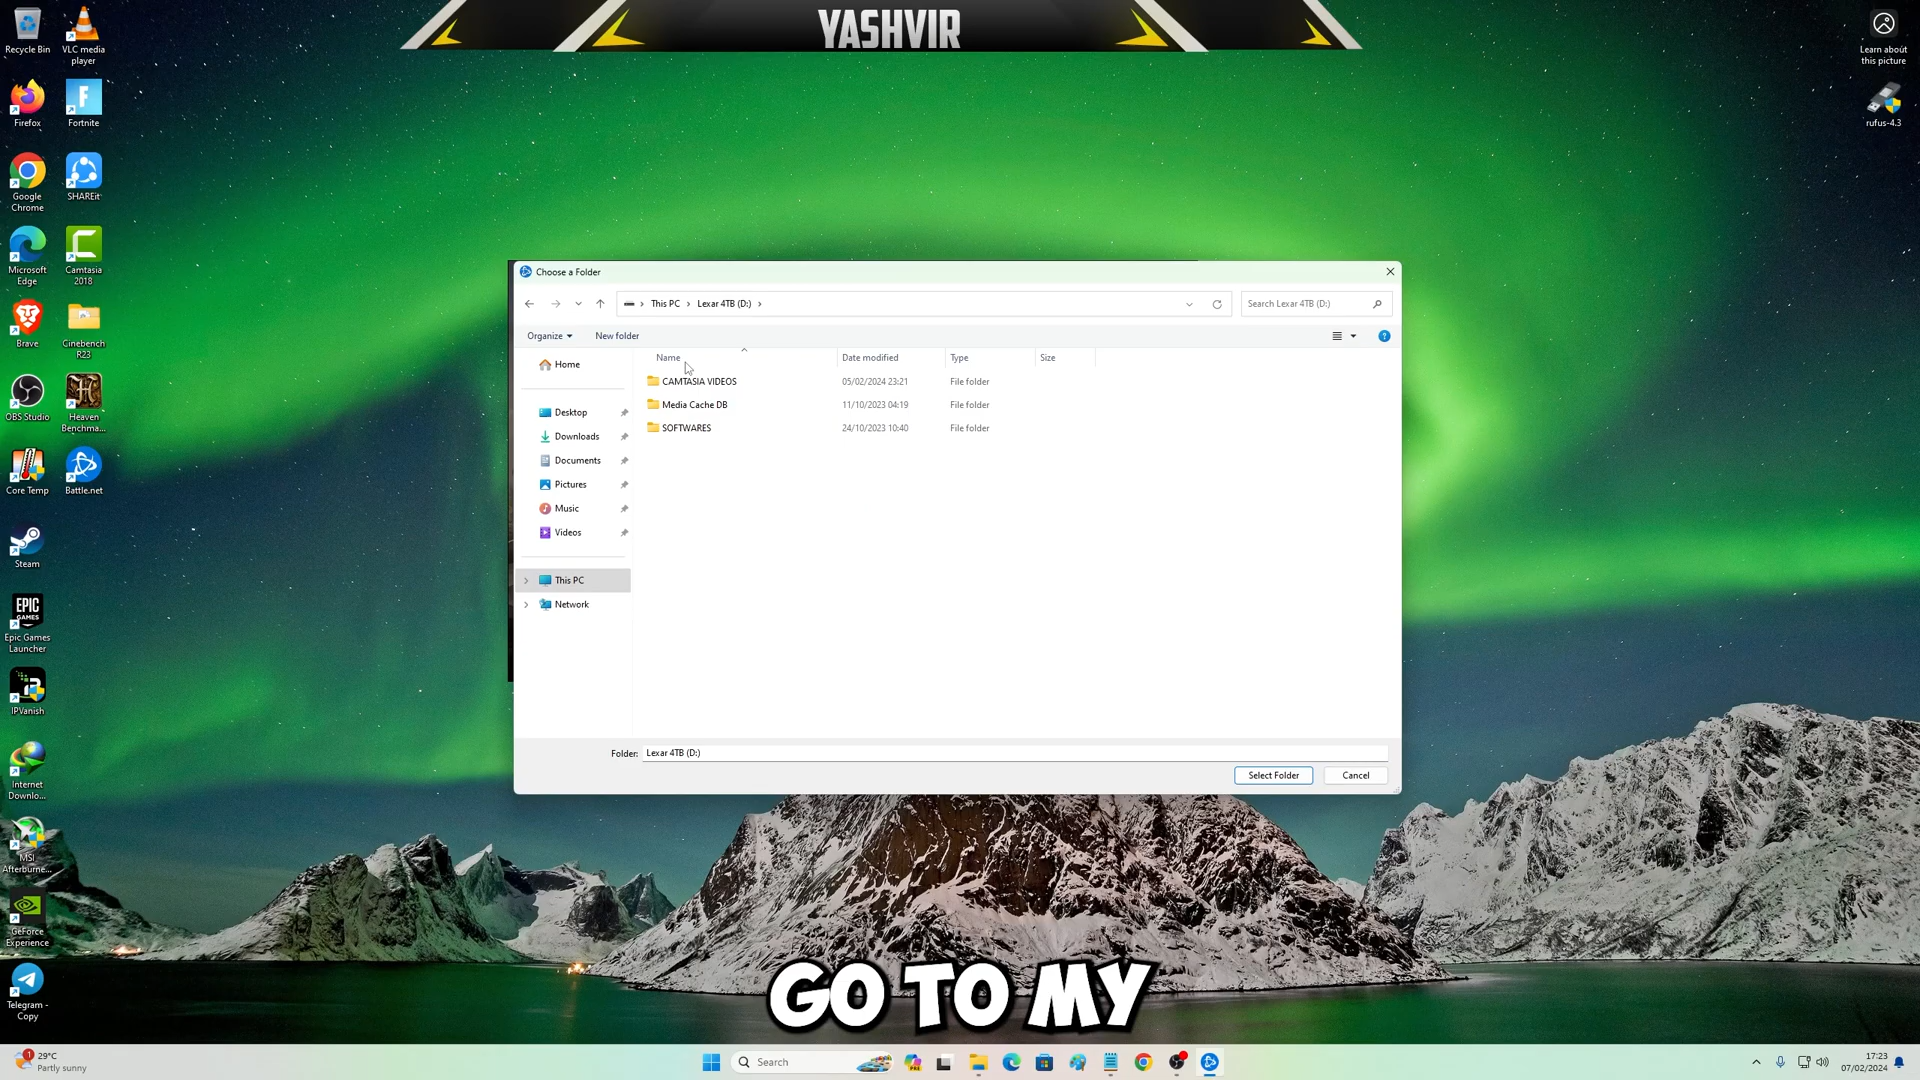 YASHVIR
Recycle Bin
VLC media
player
Firefox
Fortnite
Google
Chrome
SHAREit
Microsoft
Edge
Camtasia
2018
Brave
Cinebench
R23
OBS Studio
Heaven
Benchma...
Core Temp
Battle.net
Steam
EPIC
GAMES
Epic Games
Launcher
IPVanish
Internet
Downlo...
MSI
Afterburne...
GeForce
Experience
Telegram -
Copy
Learn about
this picture
rufus-4.3
Choose a Folder
This PC > Lexar 4TB (D:) >
Search Lexar 4TB (D:)
Organize
New folder
Home
Desktop
Downloads
Documents
Pictures
Music
Videos
This PC
Network
Name Date modified Type Size
CAMTASIA VIDEOS 05/02/2024 23:21 File folder
Media Cache DB 11/10/2023 04:19 File folder
SOFTWARES 24/10/2023 10:40 File folder
Folder: Lexar 4TB (D:)
Select Folder Cancel
GO TO MY
1
29°C
Partly sunny
Search
PRE
17:23
07/02/2024